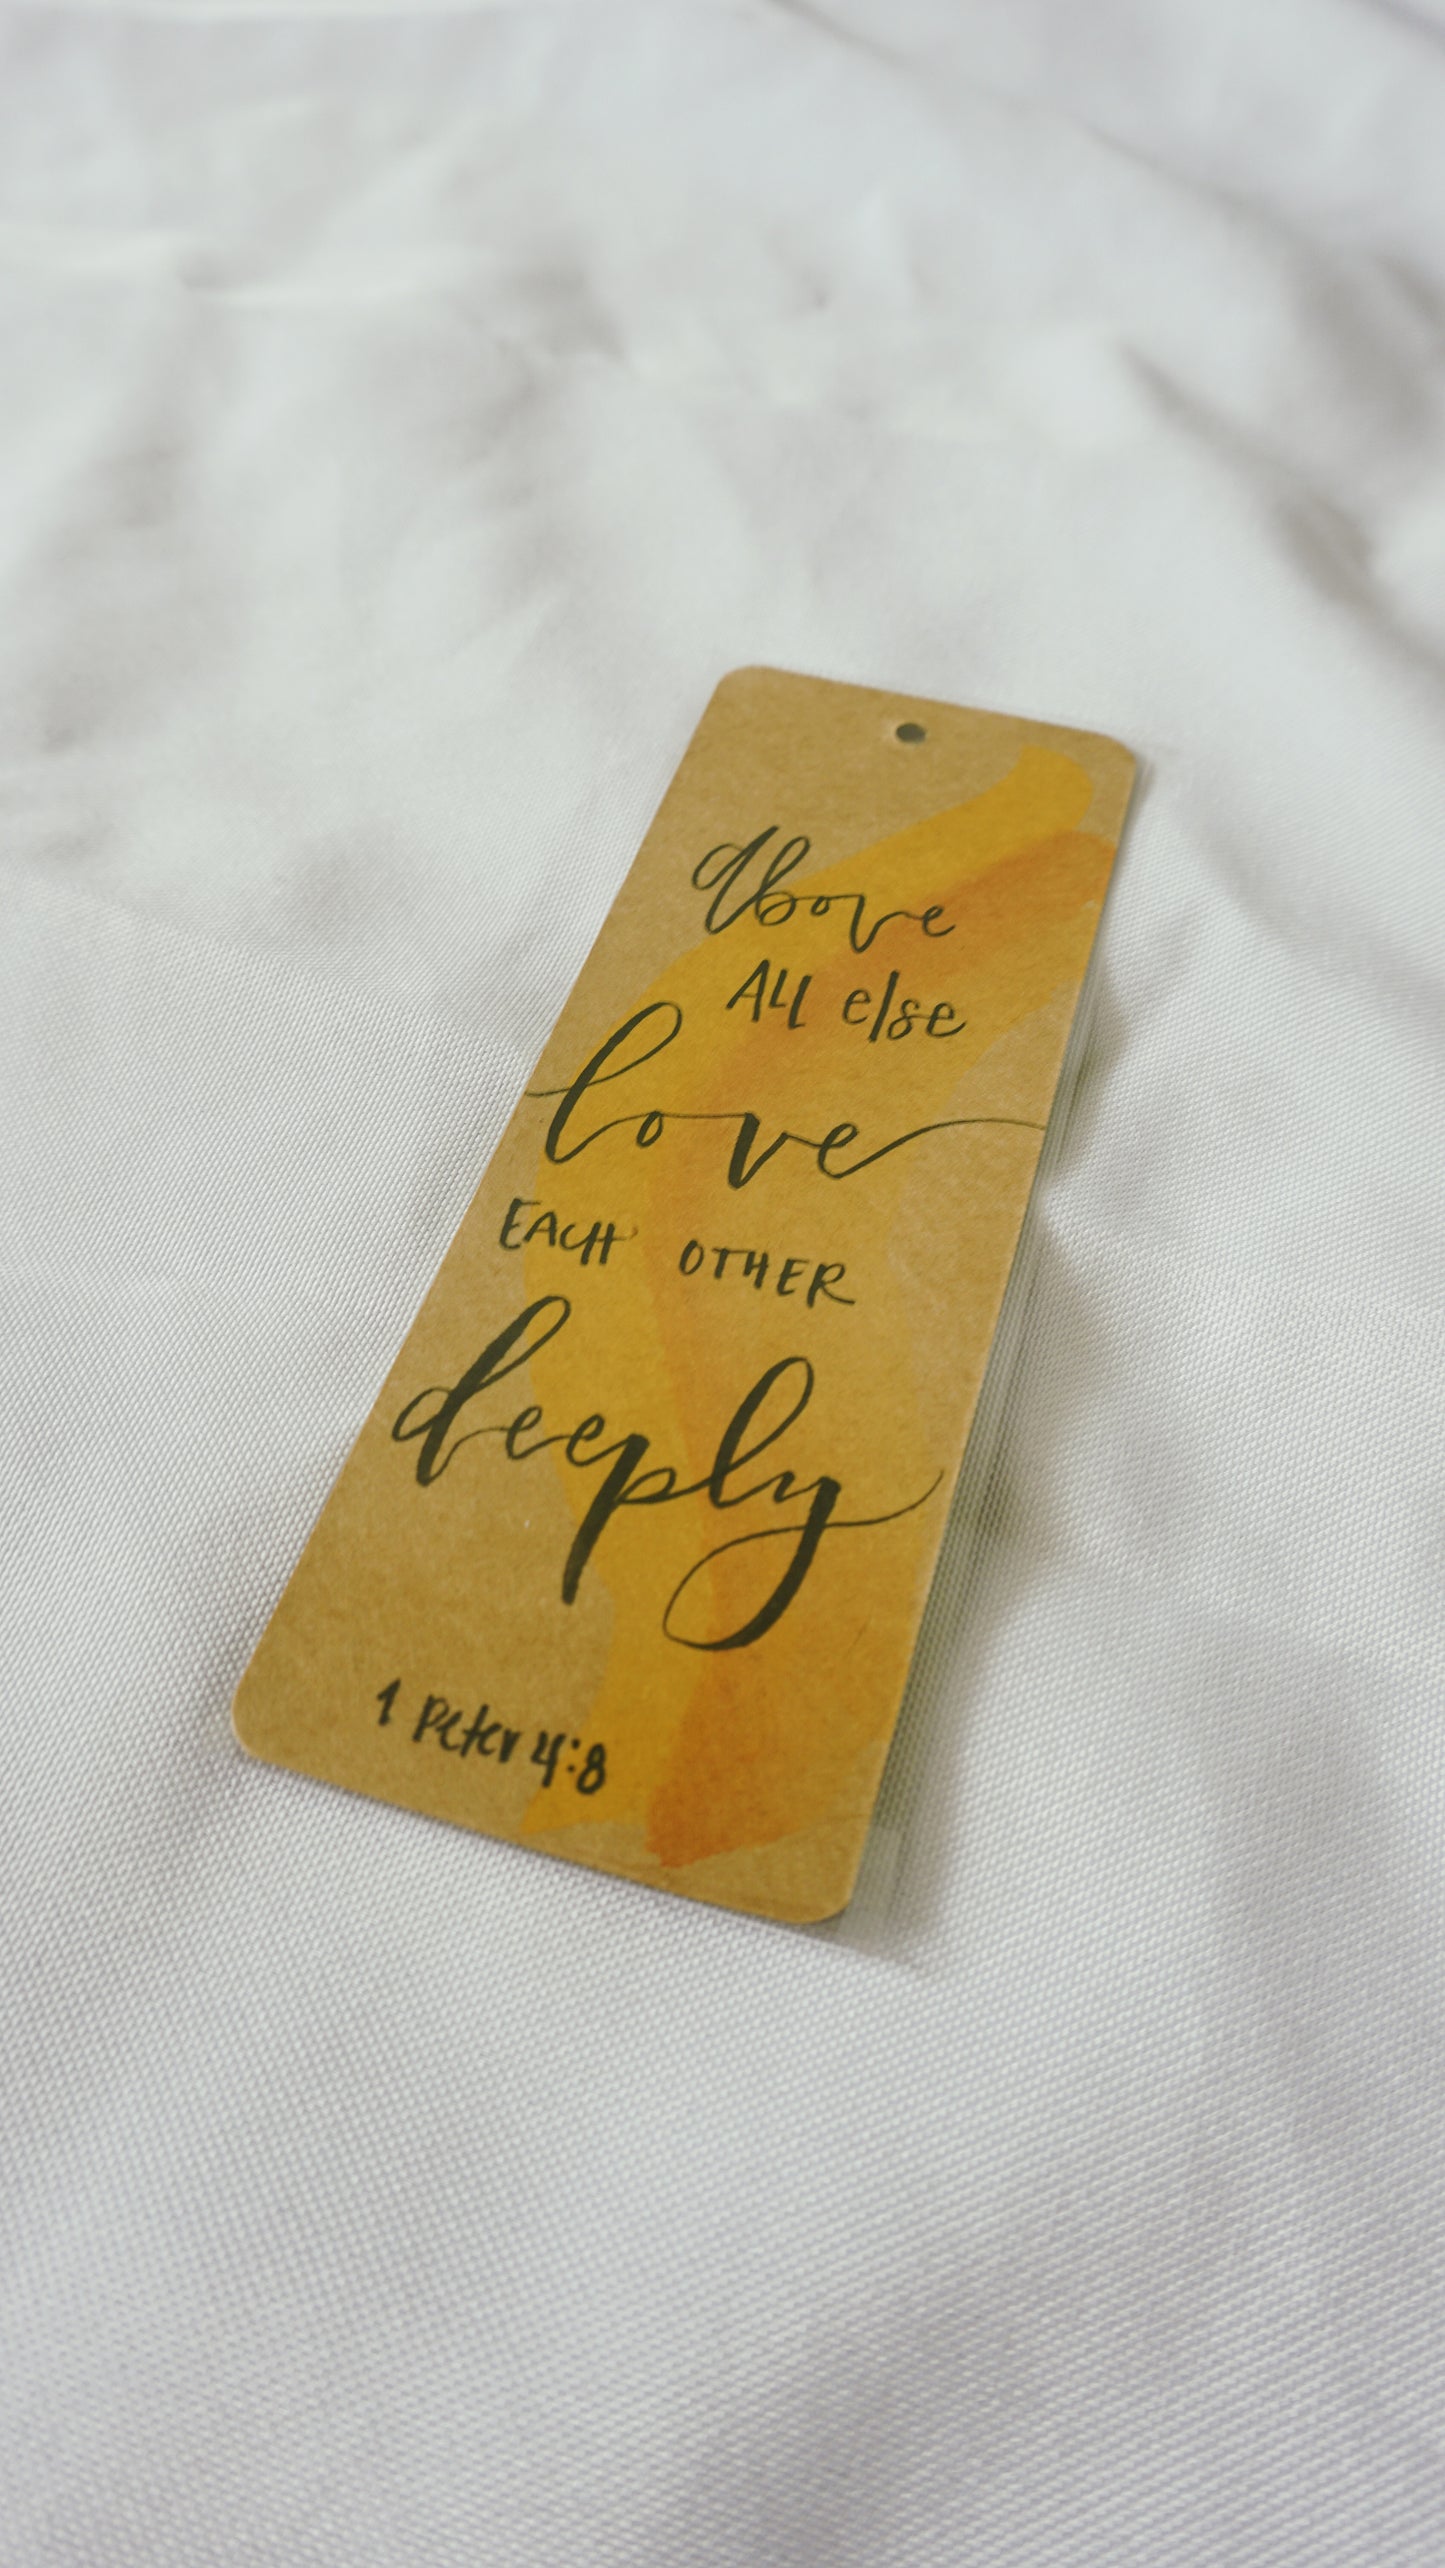 Above
All else
love
EACH OTHER
deeply
1 Peter 4:8